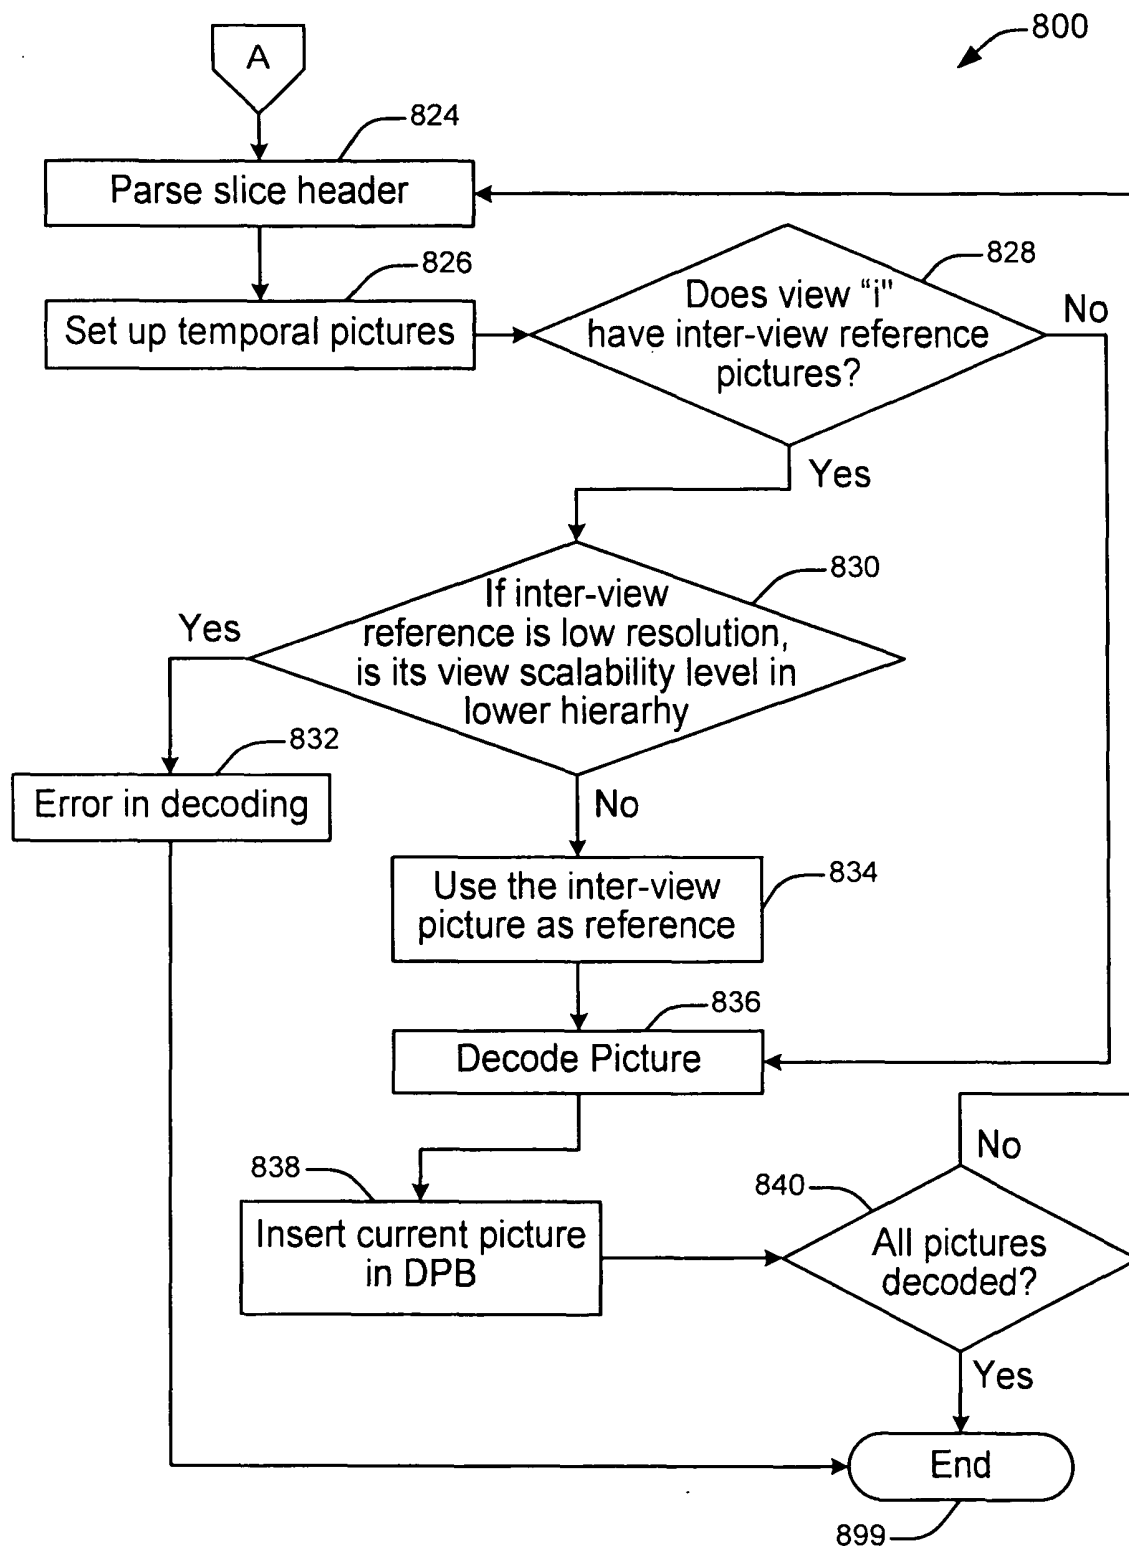 800
A
824
Parse slice header
826
Set up temporal pictures
828
Does view “i"
have inter-view reference
pictures?
No
Yes
830
If inter-view
reference is low resolution,
is its view scalability level in
lower hierarhy
Yes
832
Error in decoding
No
834
Use the inter-view
picture as reference
836
Decode Picture
838
Insert current picture
in DPB
840
No
All pictures
decoded?
Yes
End
899